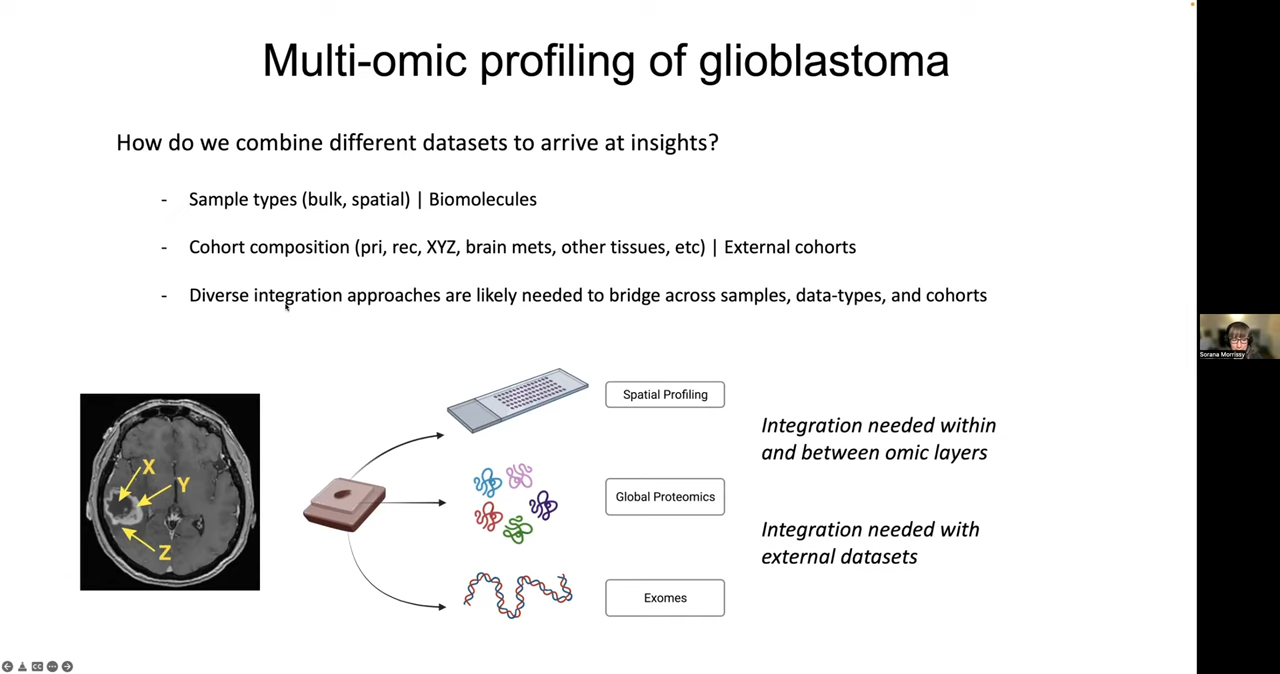 Multi-omic profiling of glioblastoma
How do we combine different datasets to arrive at insights?
- Sample types (bulk, spatial) | Biomolecules
- Cohort composition (pri, rec, XYZ, brain mets, other tissues, etc) | External cohorts
- Diverse integration approaches are likely needed to bridge across samples, data-types, and cohorts
X
Y
Z
Spatial Profiling
Global Proteomics
Exomes
Integration needed within
and between omic layers
Integration needed with
external datasets
Sorana Morrissy
CC